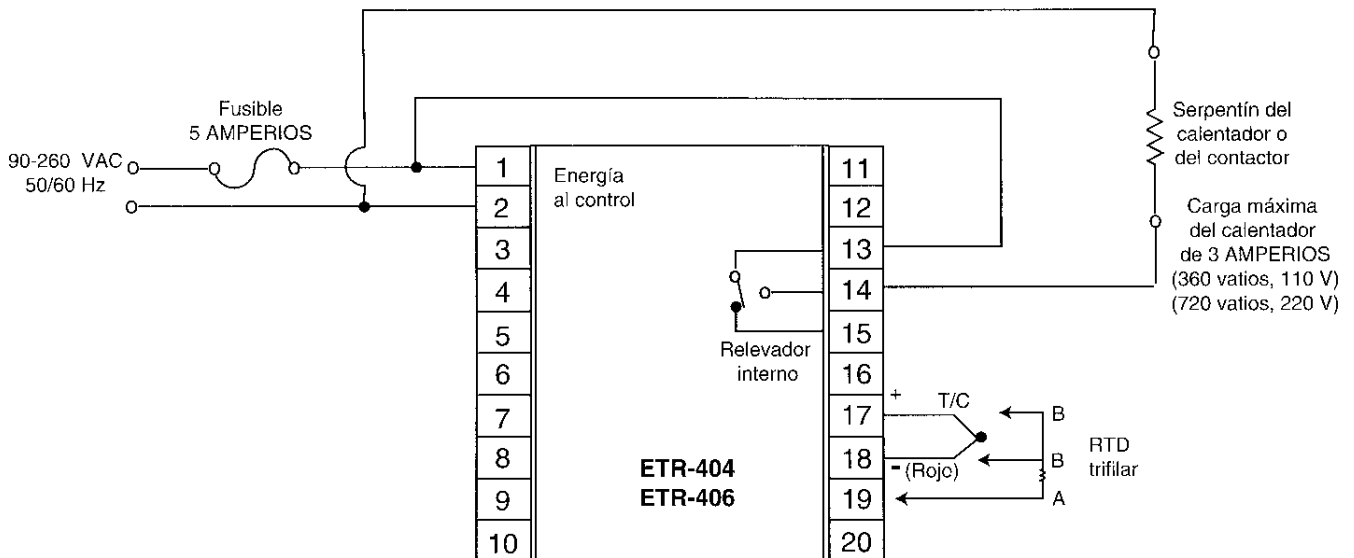 Fusible
5 AMPERIOS
90-260 VAC
50/60 Hz
Energía
al control
1
2
3
4
5
6
7
8
9
10
11
12
13
14
15
16
17
18
19
20
Relevador
interno
ETR-404
ETR-406
Serpentín del
calentador o
del contactor
Carga máxima
del calentador
de 3 AMPERIOS
(360 vatios, 110 V)
(720 vatios, 220 V)
+
T/C
- (Rojo)
B
B
A
RTD
trifilar